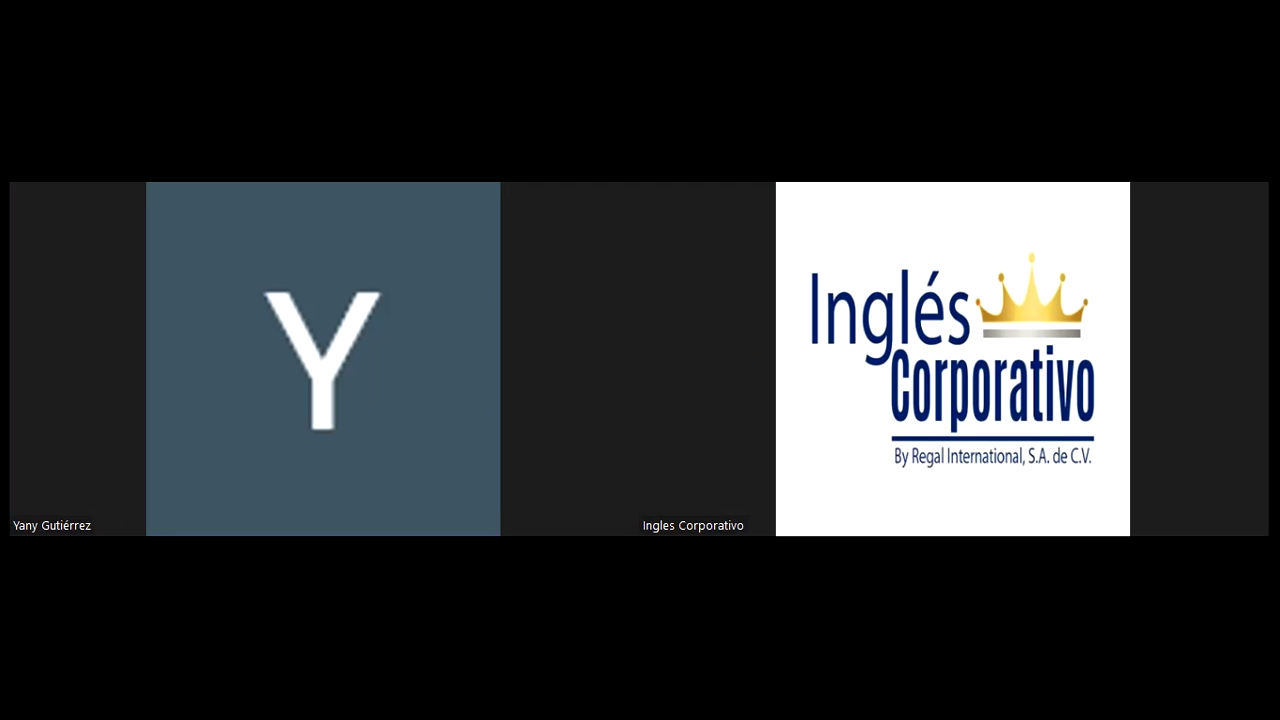 Y
Yany Gutiérrez
Inglés
Corporativo
By Regal International, S.A. de C.V.
Ingles Corporativo